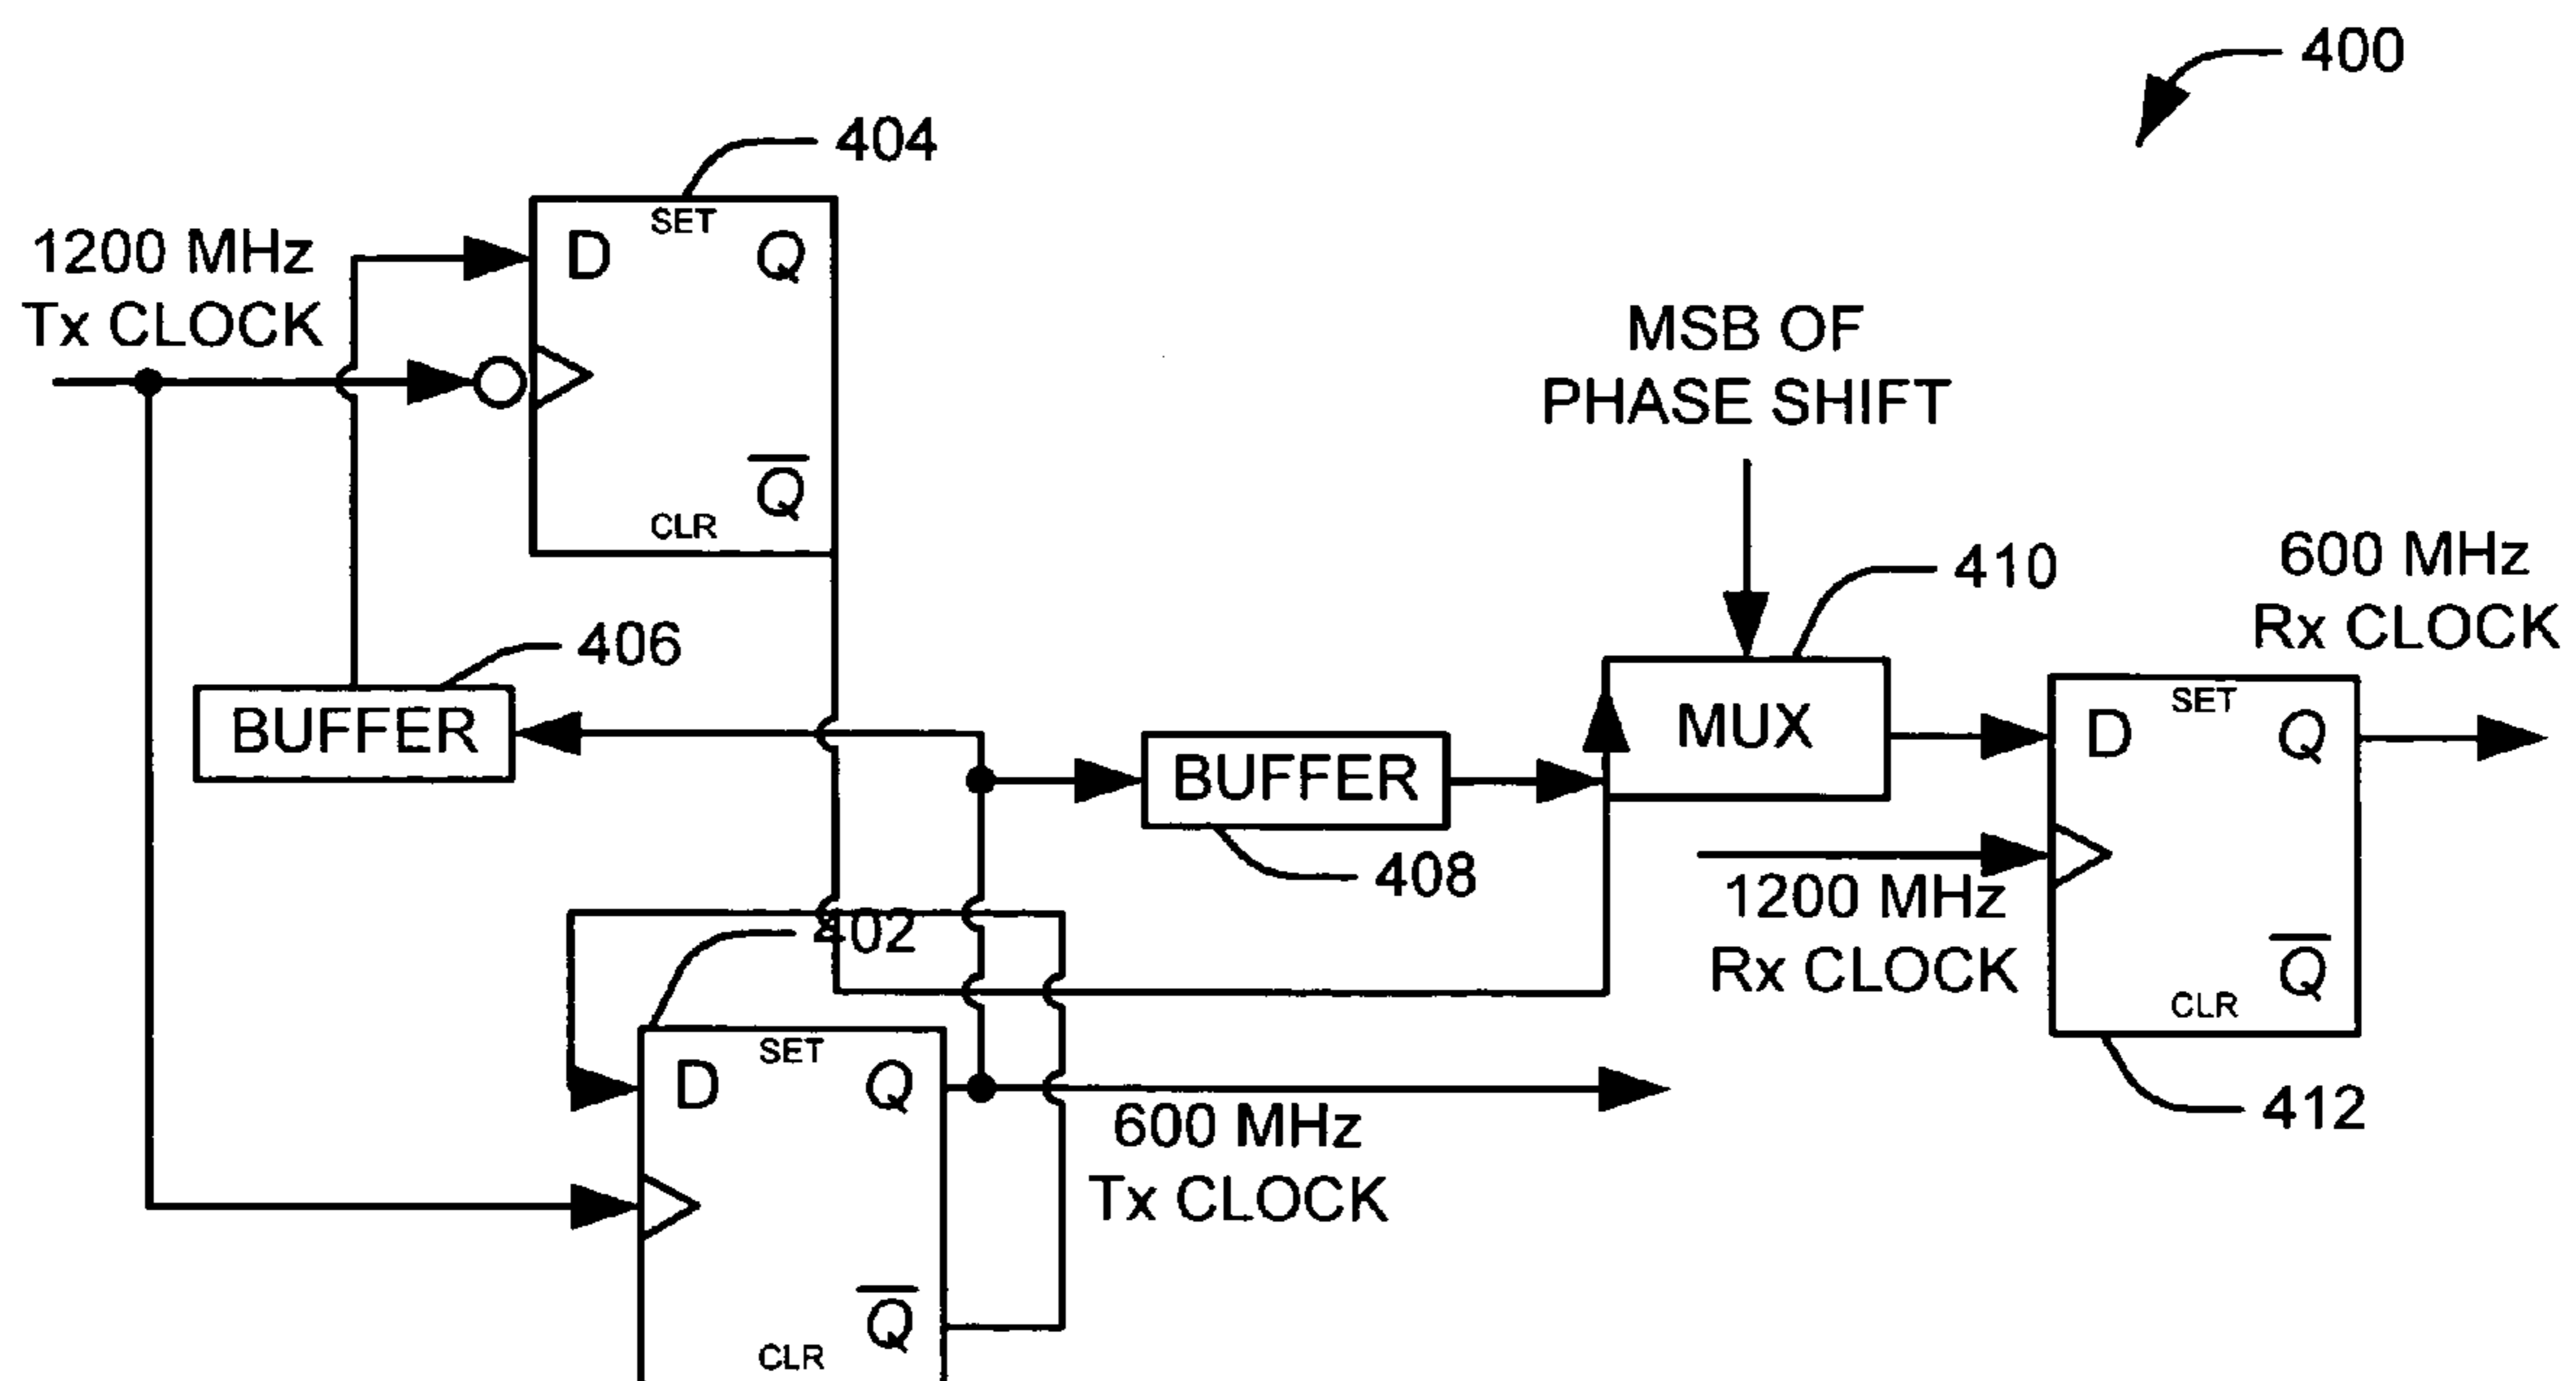 400
404
1200 MHz
Tx CLOCK
SET
D
Q
Q
CLR
MSB OF
PHASE SHIFT
410
600 MHz
Rx CLOCK
406
BUFFER
BUFFER
408
MUX
SET
D
Q
1200 MHz
Rx CLOCK
Q
CLR
412
402
SET
D
Q
600 MHz
Tx CLOCK
Q
CLR